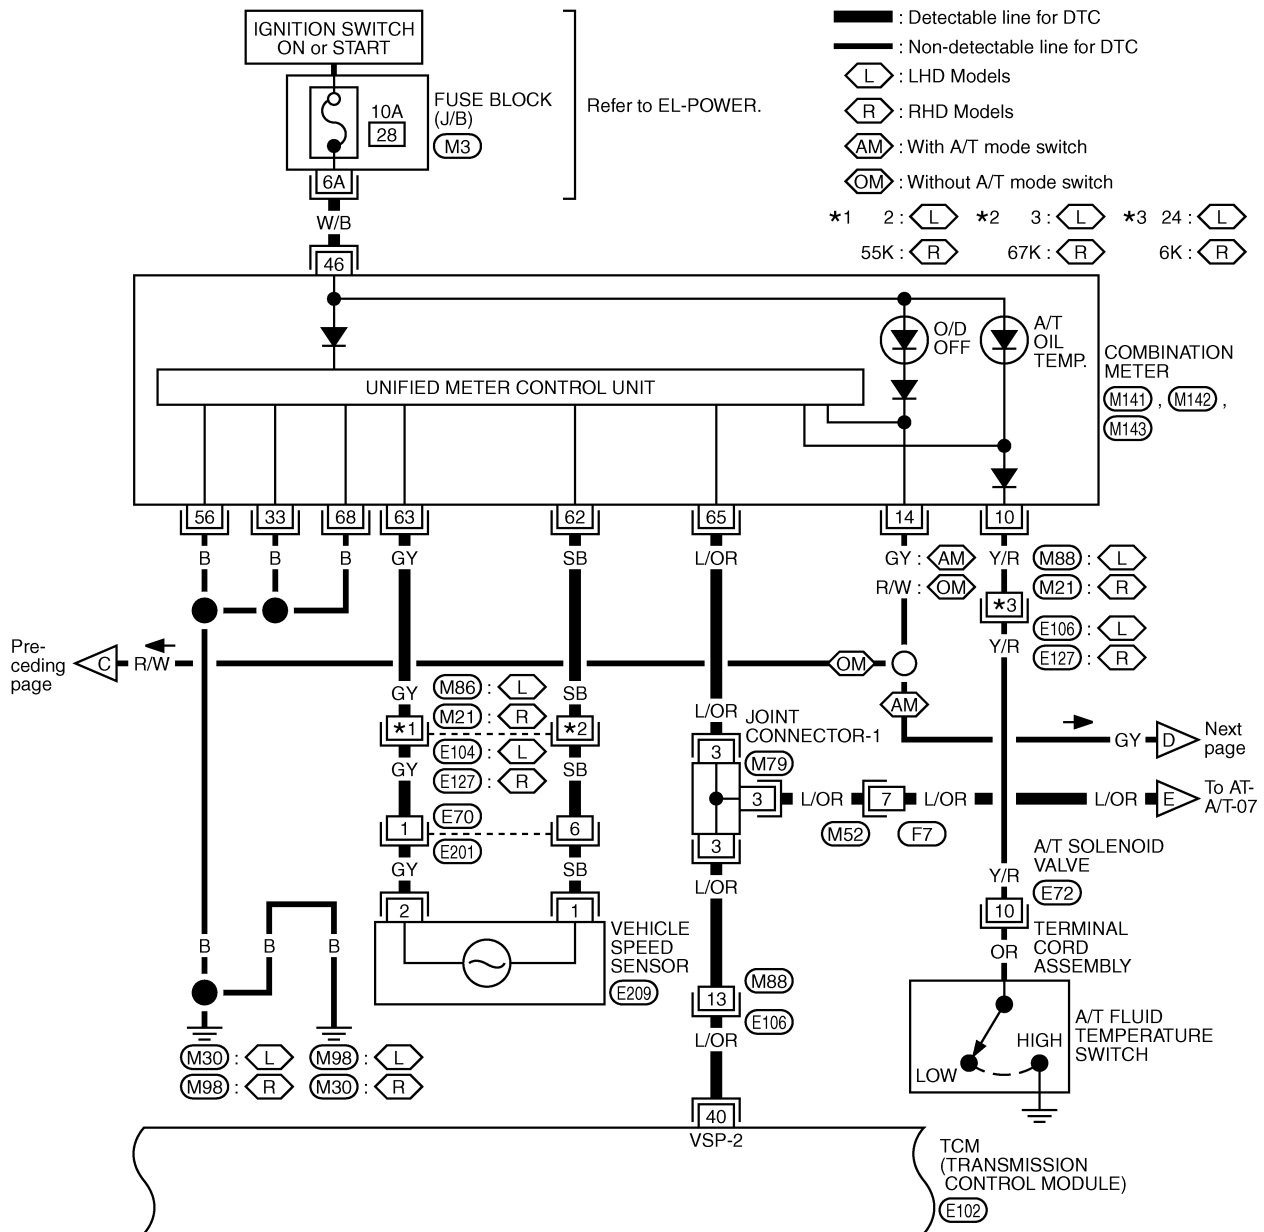 IGNITION SWITCH
ON or START
10A
28
FUSE BLOCK
(J/B)
M3
Refer to EL-POWER.
6A
W/B
46
: Detectable line for DTC
: Non-detectable line for DTC
L : LHD Models
R : RHD Models
AM : With A/T mode switch
OM : Without A/T mode switch
*1 2 : L *2 3 : L *3 24 : L
55K : R 67K : R 6K : R
O/D
OFF
A/T
OIL
TEMP.
UNIFIED METER CONTROL UNIT
COMBINATION
METER
M141 , M142 ,
M143
56 33 68 63 62 65 14 10
B B B GY SB L/OR GY : AM Y/R M88 : L
R/W : OM M21 : R
*3
E106 : L
Y/R E127 : R
Pre-
ceding
page
C R/W OM
AM
GY M86 : L SB
M21 : R
L/OR
*1 *2
E104 : L
GY E127 : R SB
JOINT
CONNECTOR-1
M79
3
GY D Next
page
3 L/OR 7 L/OR L/OR E To AT-
A/T-07
M52 F7
1 E70 6
E201
3
GY SB L/OR
A/T SOLENOID
VALVE
Y/R E72
2 1
10
TERMINAL
CORD
ASSEMBLY
OR
VEHICLE
SPEED
SENSOR
E209
B B B
M88
13
E106
L/OR
A/T FLUID
TEMPERATURE
SWITCH
HIGH
LOW
M30 : L M98 : L
M98 : R M30 : R
40
VSP-2
TCM
(TRANSMISSION
CONTROL MODULE)
E102